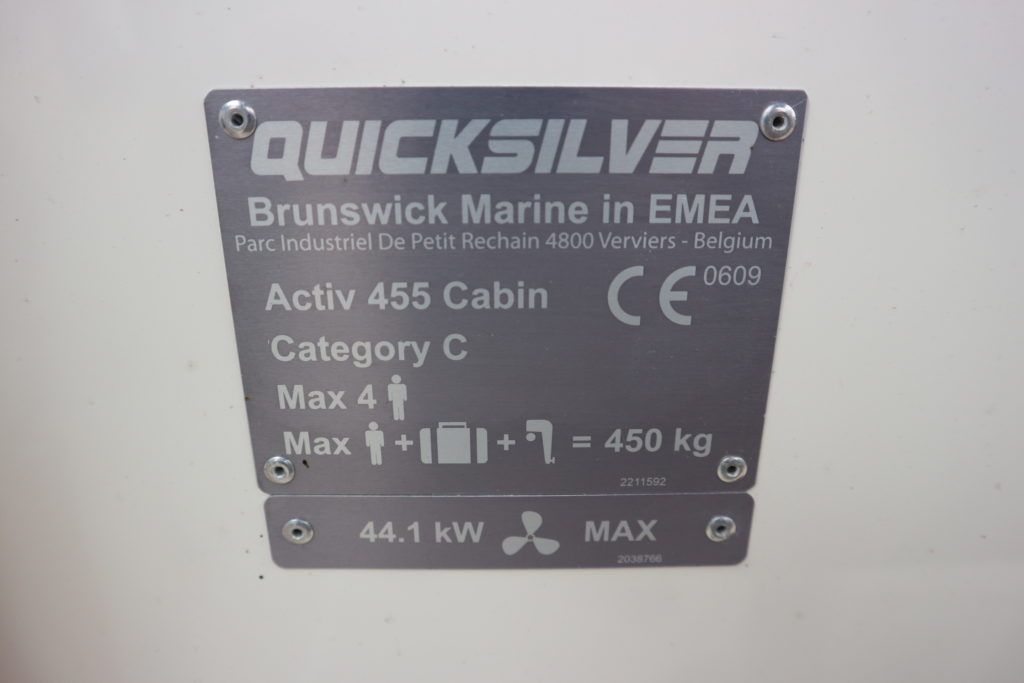 QUICKSILVER
Brunswick Marine in EMEA
Parc Industriel De Petit Rechain 4800 Verviers - Belgium
Activ 455 Cabin CE 0609
Category C
Max 4
Max + + = 450 kg
2211592
44.1 kW MAX
2038766